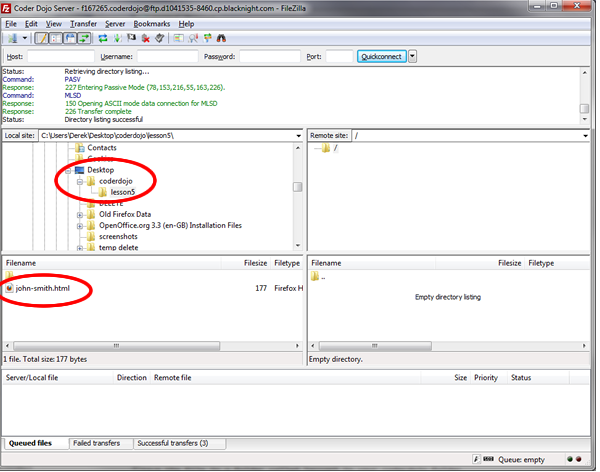 Coder Dojo Server - f167265.coderdojo@ftp.d1041535-8460.cp.blacknight.com - FileZilla
File Edit View Transfer Server Bookmarks Help
Host: Username: Password: Port: Quickconnect
Status: Retrieving directory listing...
Command: PASV
Response: 227 Entering Passive Mode (78,153,216,55,163,226).
Command: MLSD
Response: 150 Opening ASCII mode data connection for MLSD
Response: 226 Transfer complete
Status: Directory listing successful
Local site: C:\Users\Derek\Desktop\coderdojo\lesson5\ Remote site: /
Contacts /
Desktop
coderdojo
lesson5
DELETE
Old Firefox Data
OpenOffice.org 3.3 (en-GB) Installation Files
screenshots
temp delete
Filename Filesize Filetype Filename Filesize Filetype
..
john-smith.html 177 Firefox H Empty directory listing
1 file. Total size: 177 bytes Empty directory.
Server/Local file Direction Remote file Size Priority Status
Queued files Failed transfers Successful transfers (3)
Queue: empty